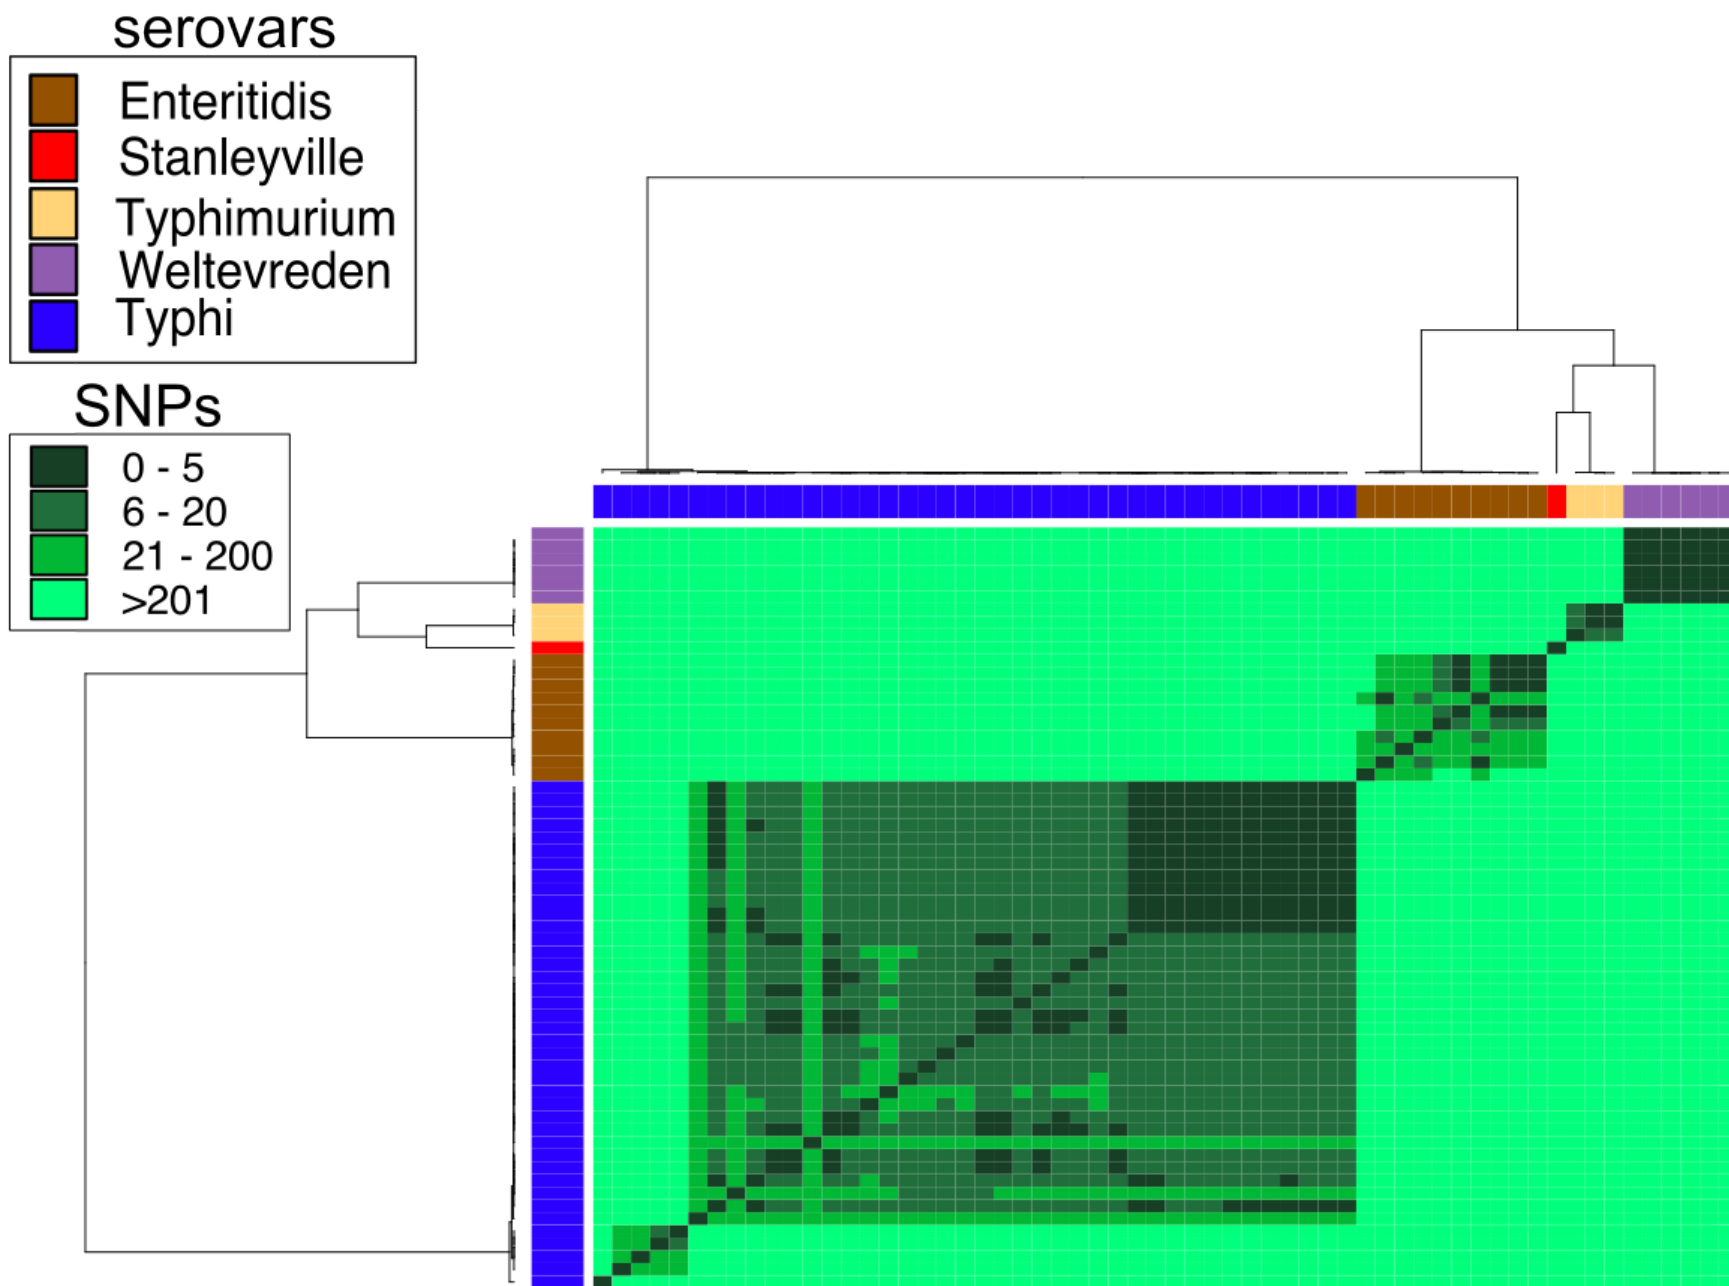 serovars
Enteritidis
Stanleyville
Typhimurium
Weltevreden
Typhi
SNPs
0 - 5
6 - 20
21 - 200
>201